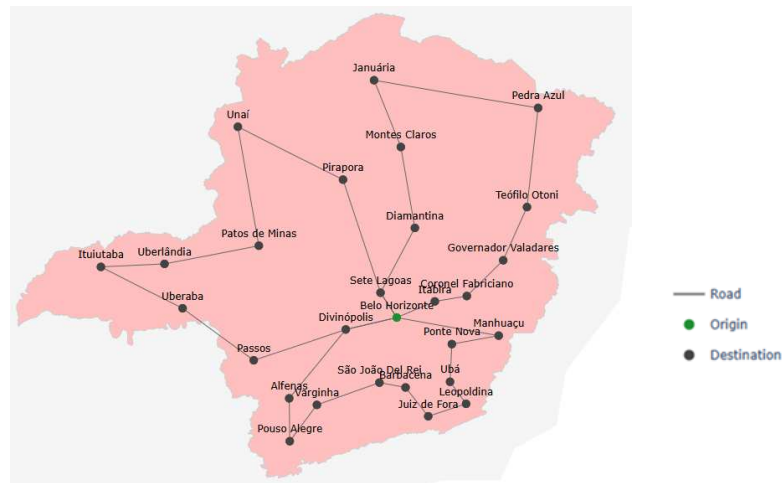 Januária
Pedra Azul
Unaí
Montes Claros
Pirapora
Teófilo Otoni
Diamantina
Patos de Minas
Governador Valadares
Ituiutaba
Uberlândia
Sete Lagoas
Coronel Fabriciano
Itabira
Uberaba
Belo Horizonte
Divinópolis
Manhuaçu
Ponte Nova
Passos
São João Del Rei
Ubá
Barbacena
Alfenas
Varginha
Leopoldina
Juiz de Fora
Pouso Alegre
Road
Origin
Destination